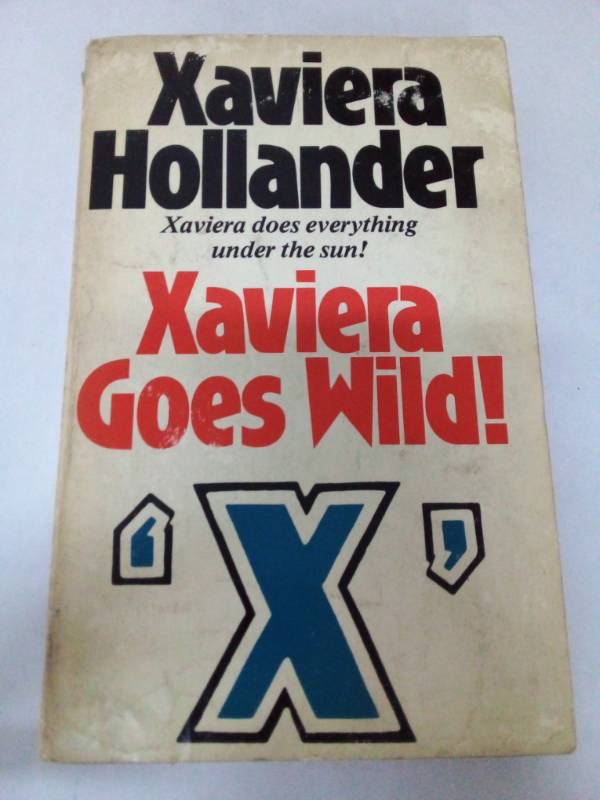 Xaviera
Hollander
Xaviera does everything
under the sun!
Xaviera
Goes Wild!
‘X’